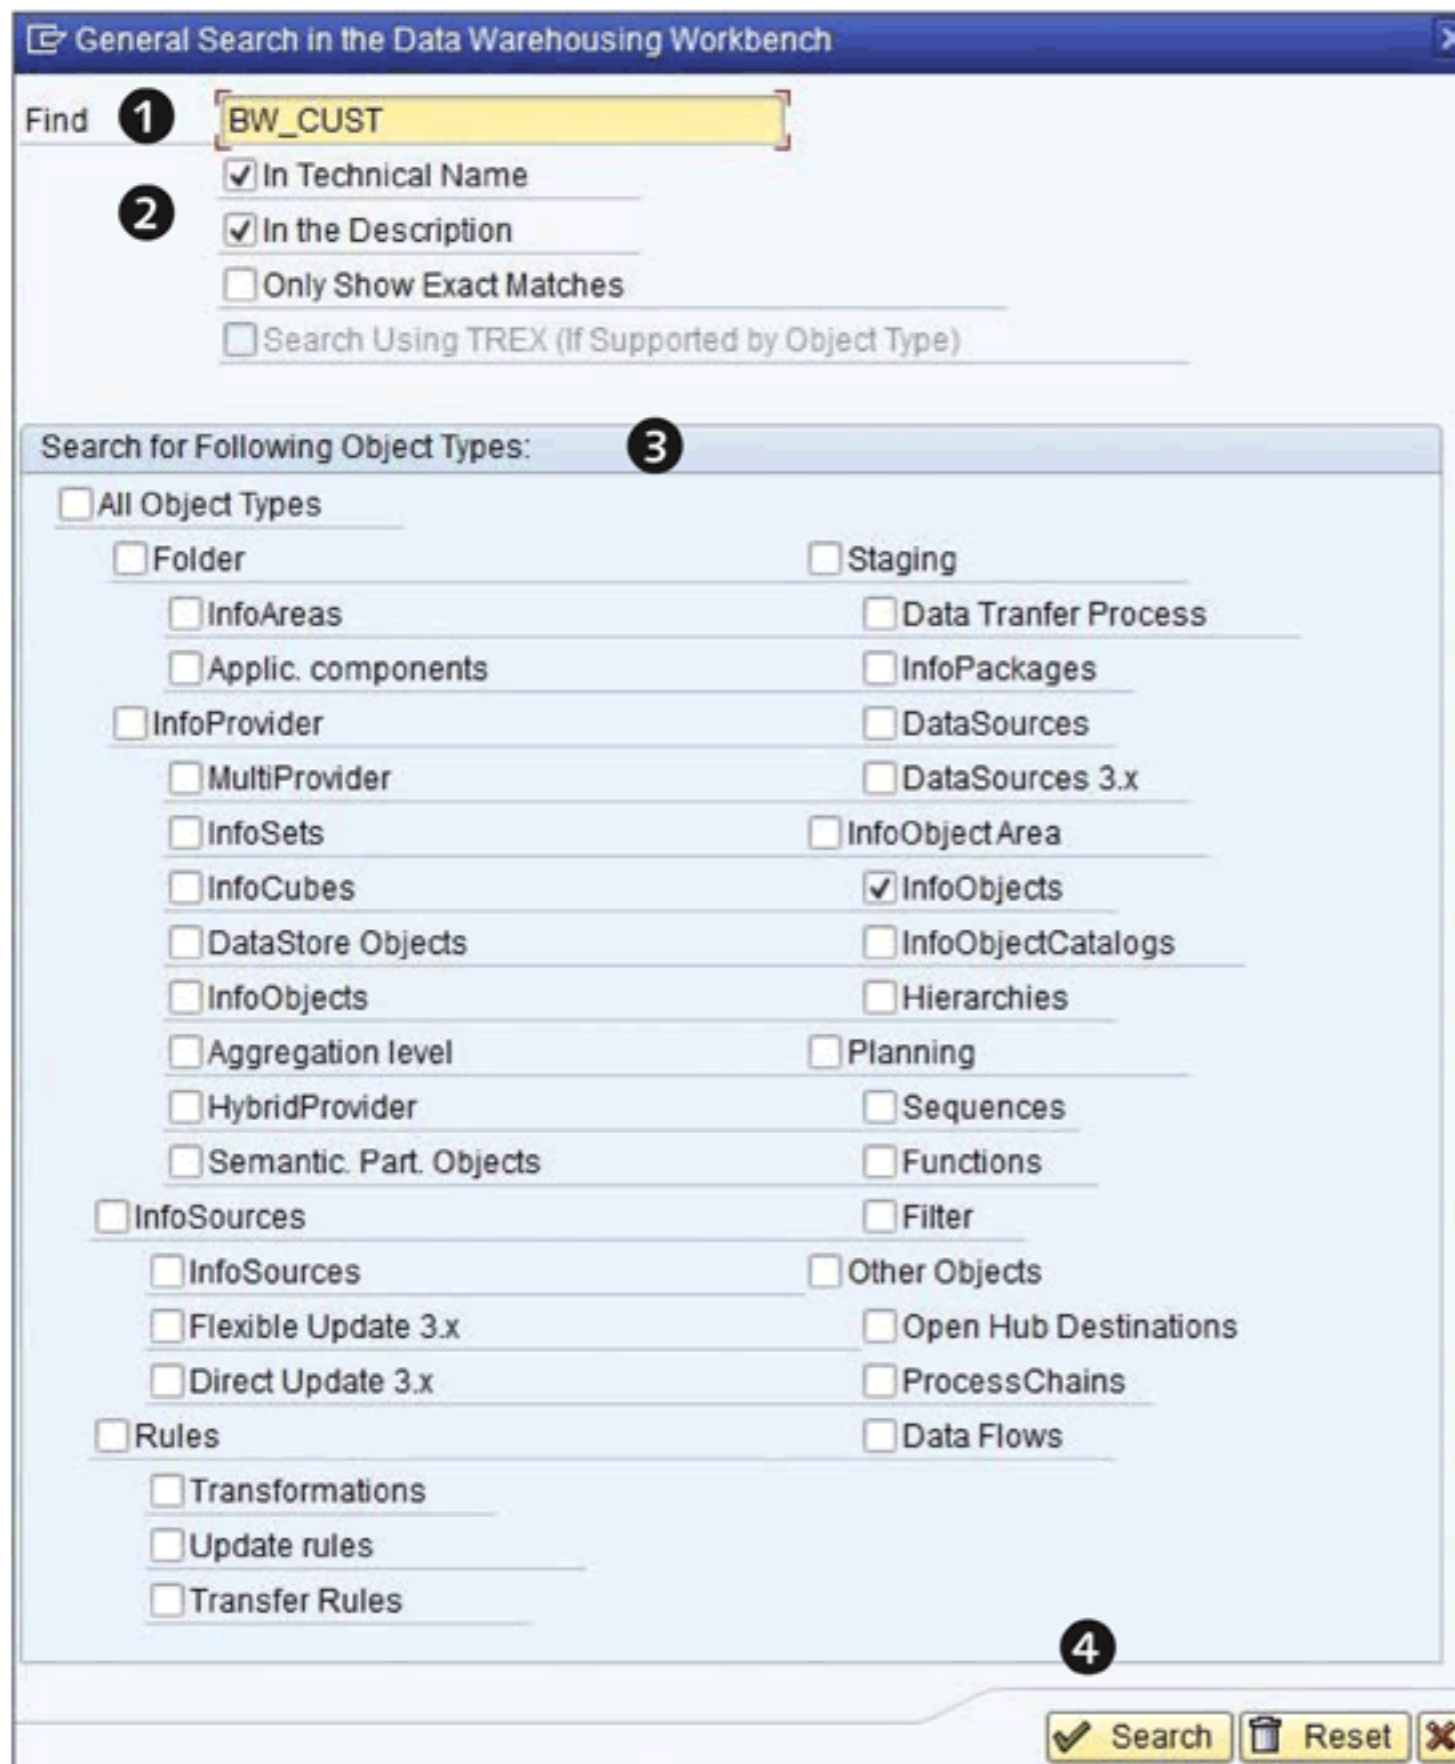 General Search in the Data Warehousing Workbench
Find 1 BW_CUST
In Technical Name
2
In the Description
Only Show Exact Matches
Search Using TREX (If Supported by Object Type)
Search for Following Object Types: 3
All Object Types
Folder
InfoAreas
Applic. components
InfoProvider
MultiProvider
InfoSets
InfoCubes
DataStore Objects
InfoObjects
Aggregation level
HybridProvider
Semantic. Part. Objects
InfoSources
InfoSources
Flexible Update 3.x
Direct Update 3.x
Rules
Transformations
Update rules
Transfer Rules
Staging
Data Tranfer Process
InfoPackages
DataSources
DataSources 3.x
InfoObject Area
InfoObjects
InfoObjectCatalogs
Hierarchies
Planning
Sequences
Functions
Filter
Other Objects
Open Hub Destinations
ProcessChains
Data Flows
4
Search Reset